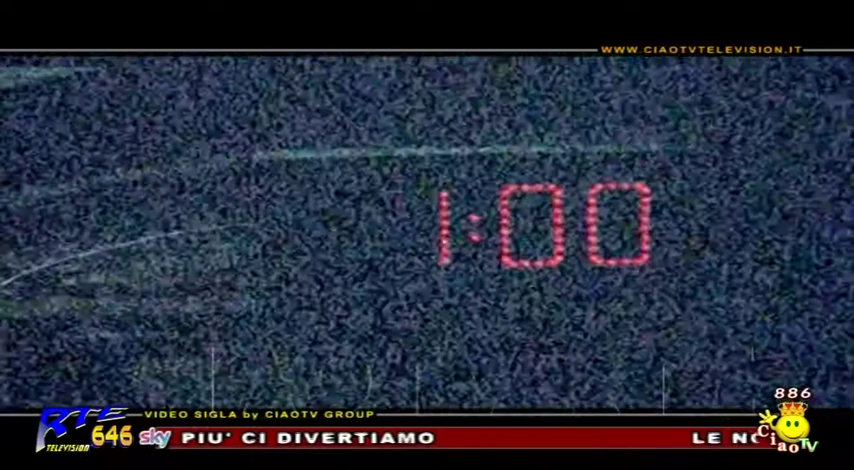 WWW.CIAOTVTELEVISION.IT
1:00
886
VIDEO SIGLA by CIAOTV GROUP
RTE 646 sky PIU' CI DIVERTIAMO LE
TELEVISION
Ciao TV